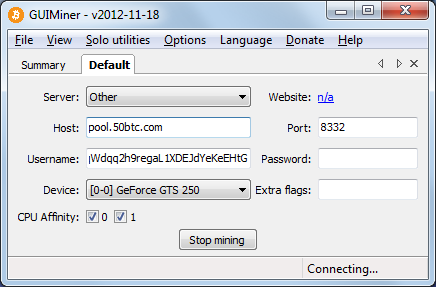 GUIMiner - v2012-11-18
File View Solo utilities Options Language Donate Help
Summary Default
Server: Other Website: n/a
Host: pool.50btc.com Port: 8332
Username: Wdqq2h9regaL1XDEJdYeKeEHtG Password:
Device: [0-0] GeForce GTS 250 Extra flags:
CPU Affinity: 0 1
Stop mining
Connecting...